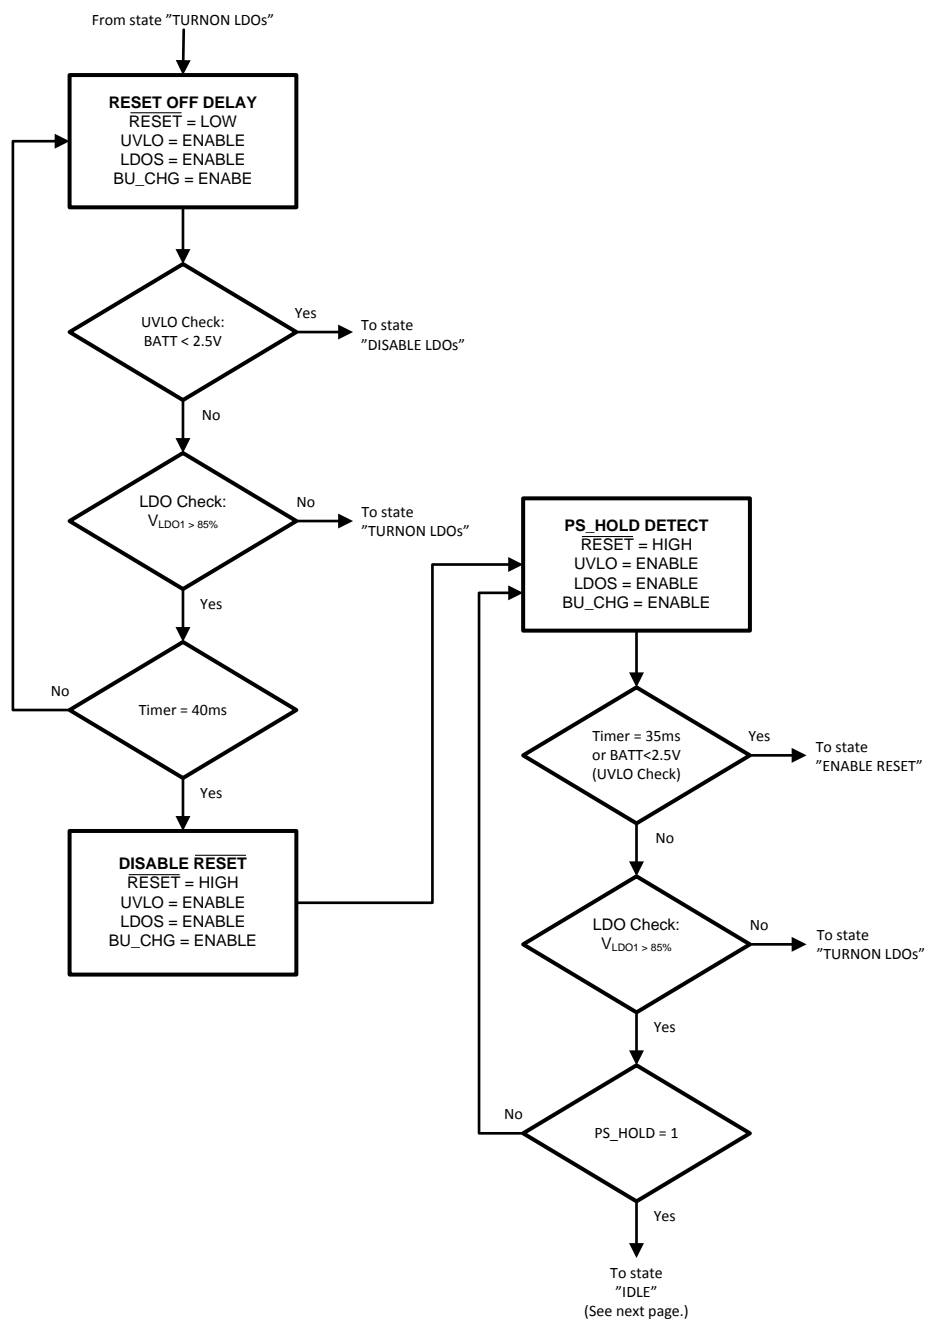 From state ”TURNON LDOs”
RESET OFF DELAY
RESET = LOW
UVLO = ENABLE
LDOS = ENABLE
BU_CHG = ENABE
UVLO Check:
BATT < 2.5V
Yes
To state
”DISABLE LDOs”
No
LDO Check:
VLDO1 > 85%
No
To state
”TURNON LDOs”
Yes
Timer = 40ms
No
Yes
DISABLE RESET
RESET = HIGH
UVLO = ENABLE
LDOS = ENABLE
BU_CHG = ENABLE
PS_HOLD DETECT
RESET = HIGH
UVLO = ENABLE
LDOS = ENABLE
BU_CHG = ENABLE
Timer = 35ms
or BATT<2.5V
(UVLO Check)
Yes
To state
”ENABLE RESET”
No
LDO Check:
VLDO1 > 85%
No
To state
”TURNON LDOs”
Yes
PS_HOLD = 1
No
Yes
To state
”IDLE”
(See next page.)